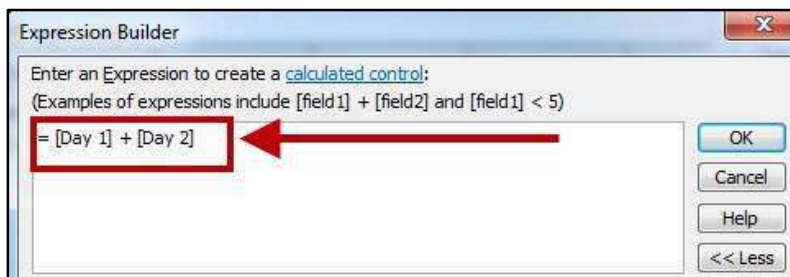 Expression Builder
Enter an Expression to create a calculated control:
(Examples of expressions include [field1] + [field2] and [field1] < 5)
= [Day 1] + [Day 2]
OK
Cancel
Help
<< Less